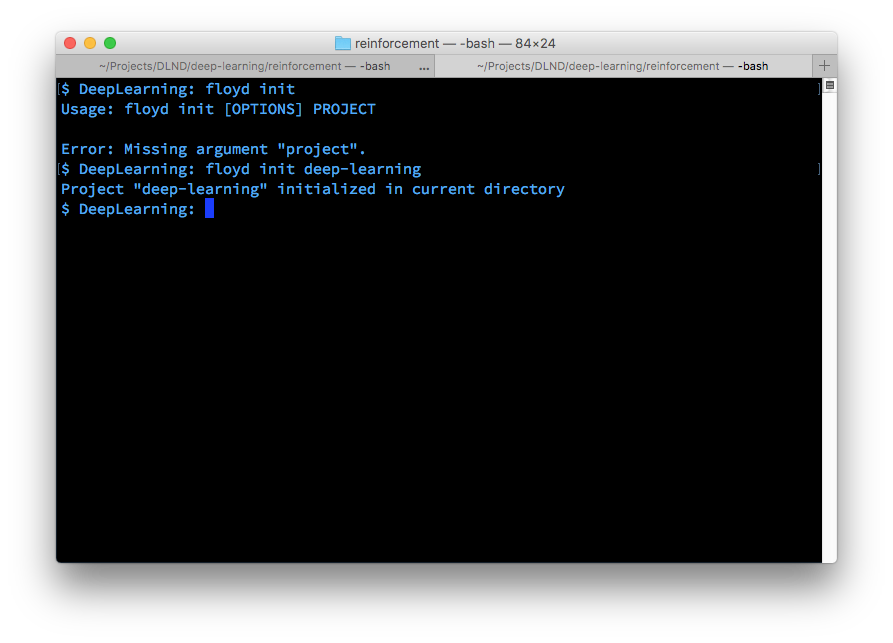 reinforcement — -bash — 84×24
~/Projects/DLND/deep-learning/reinforcement — -bash ... ~/Projects/DLND/deep-learning/reinforcement — -bash +
[$ DeepLearning: floyd init ]
Usage: floyd init [OPTIONS] PROJECT
Error: Missing argument "project".
[$ DeepLearning: floyd init deep-learning ]
Project "deep-learning" initialized in current directory
$ DeepLearning: